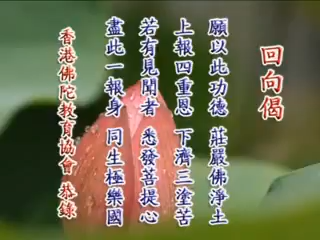 回向偈
願以此功德 莊嚴佛淨土
上報四重恩 下濟三塗苦
若有見聞者 悉發菩提心
盡此一報身 同生極樂國
香港佛陀教育協會 恭錄